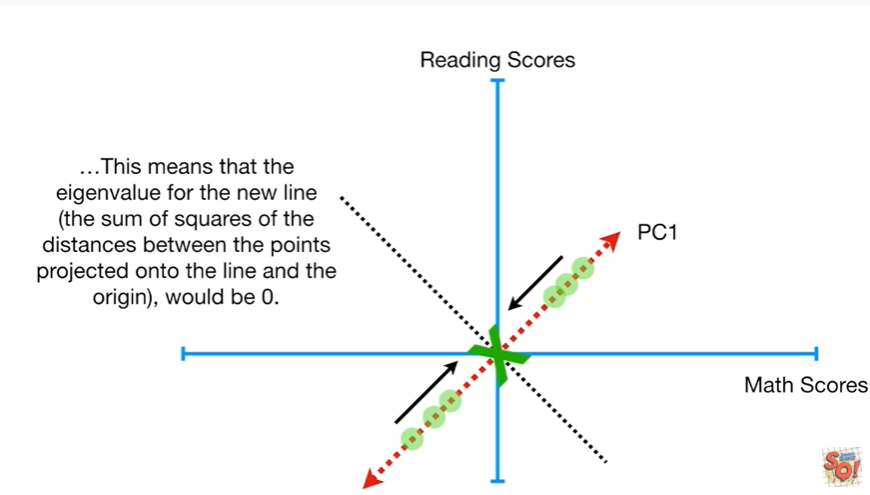 Reading Scores
…This means that the
eigenvalue for the new line
(the sum of squares of the
distances between the points
projected onto the line and the
origin), would be 0.
PC1
Math Scores
SO!